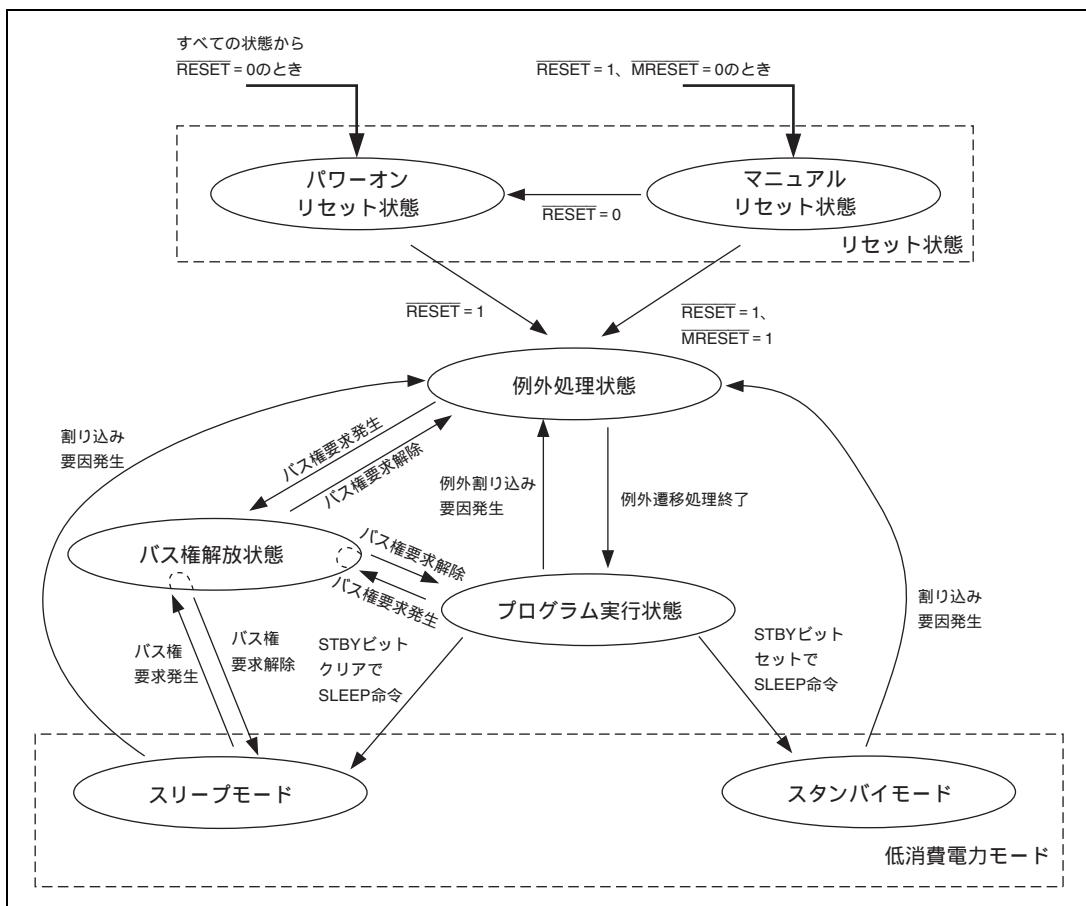 すべての状態から
RESET = 0のとき
RESET = 1、MRESET = 0のとき
パワーオン
リセット状態
マニュアル
リセット状態
RESET = 0
リセット状態
RESET = 1
RESET = 1、
MRESET = 1
例外処理状態
割り込み
要因発生
バス権要求発生
バス権要求解除
例外割り込み
要因発生
例外遷移処理終了
バス権解放状態
バス権要求解除
バス権要求発生
プログラム実行状態
割り込み
要因発生
バス権
要求発生
バス権
要求解除
STBYビット
クリアで
SLEEP命令
STBYビット
セットで
SLEEP命令
スリープモード
スタンバイモード
低消費電力モード